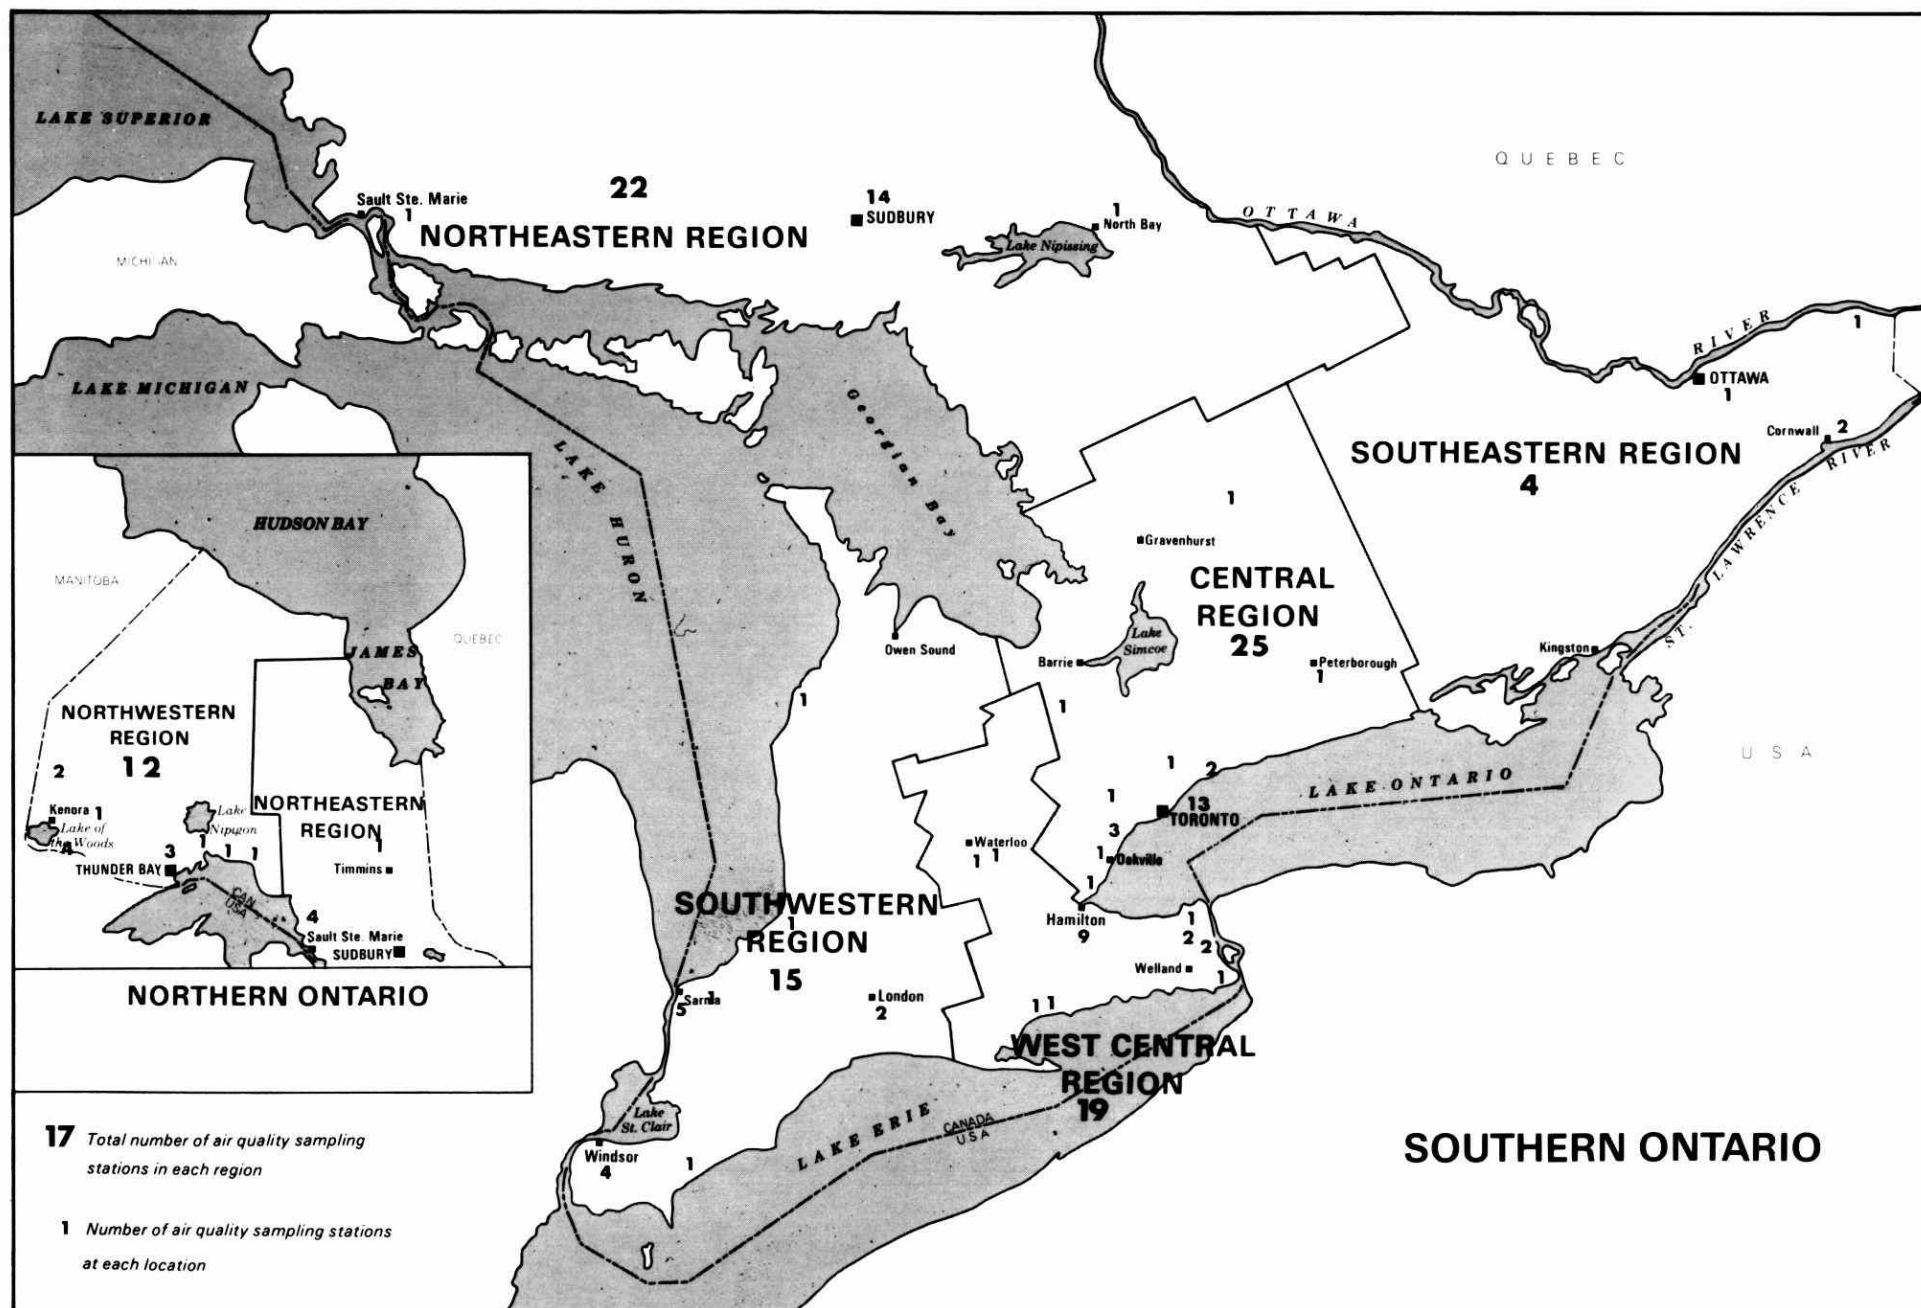 LAKE SUPERIOR
QUEBEC
Sault Ste. Marie
1
22
NORTHEASTERN REGION
14
SUDBURY
1
North Bay
Lake Nipissing
OTTAWA
RIVER
MICHIGAN
1
OTTAWA
1
LAKE MICHIGAN
LAKE HURON
Georgian Bay
Cornwall
2
SOUTHEASTERN REGION
4
ST. LAWRENCE RIVER
1
Gravenhurst
CENTRAL
REGION
25
Lake
Simcoe
Owen Sound
Barrie
Peterborough
1
Kingston
1
1
USA
1
2
1
13
TORONTO
LAKE ONTARIO
3
1
Oakville
1
Waterloo
1 1
Hamilton
9
1
2
2
Welland
1
1 1
SOUTHWESTERN
1
REGION
15
Sarnia
1
5
London
2
WEST CENTRAL
REGION
19
Lake
St. Clair
Windsor
4
1
LAKE ERIE
CANADA
USA
SOUTHERN ONTARIO
HUDSON BAY
MANITOBA
QUEBEC
JAMES
BAY
NORTHWESTERN
REGION
12
2
Kenora
1
Lake of
the Woods
4
Lake
Nipigon
NORTHEASTERN
REGION
1
Timmins
THUNDER BAY
3
1
1
1
CAN
USA
4
Sault Ste. Marie
SUDBURY
NORTHERN ONTARIO
17 Total number of air quality sampling
stations in each region
1 Number of air quality sampling stations
at each location